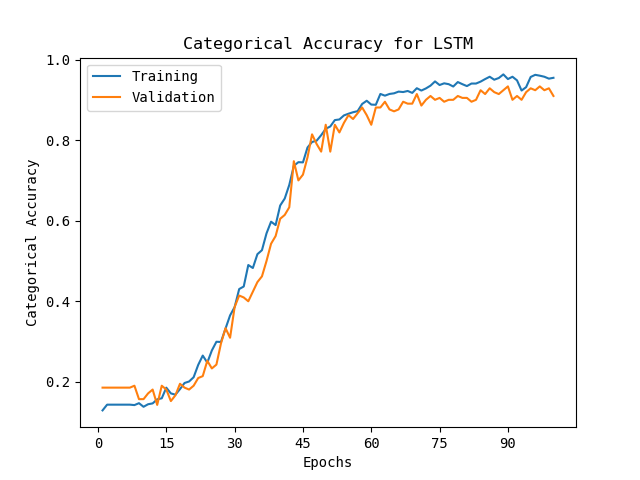 Categorical Accuracy for LSTM
Training
Validation
Categorical Accuracy
1.0
0.8
0.6
0.4
0.2
0 15 30 45 60 75 90
Epochs